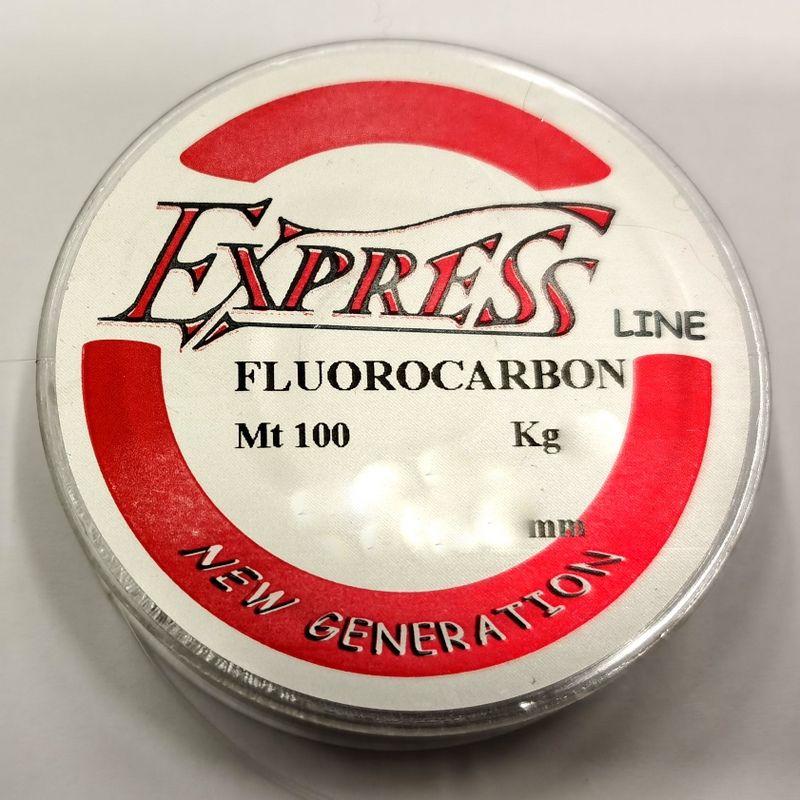 EXPRESS
LINE
FLUOROCARBON
Mt 100 Kg
mm
NEW GENERATION